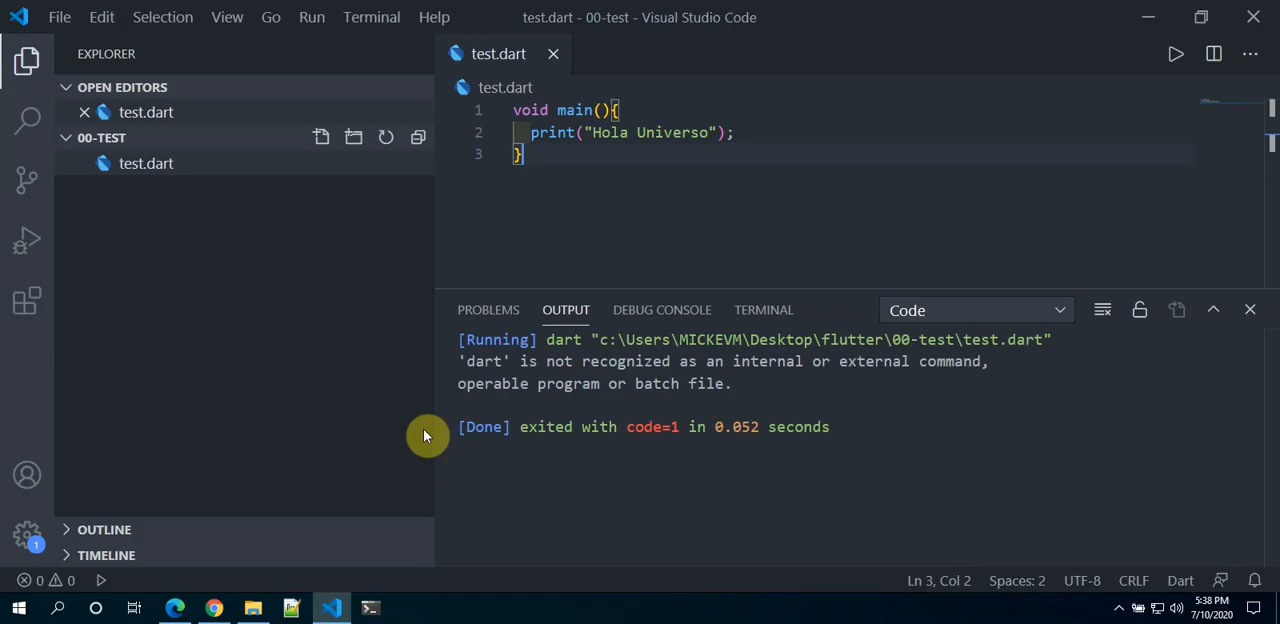 File Edit Selection View Go Run Terminal Help test.dart - 00-test - Visual Studio Code
EXPLORER
OPEN EDITORS
test.dart
00-TEST
test.dart
OUTLINE
TIMELINE
test.dart
test.dart
1 void main(){
2 print("Hola Universo");
3 }
PROBLEMS OUTPUT DEBUG CONSOLE TERMINAL Code
[Running] dart "c:\Users\MICKEVM\Desktop\flutter\00-test\test.dart"
'dart' is not recognized as an internal or external command,
operable program or batch file.
[Done] exited with code=1 in 0.052 seconds
1
0 0 Ln 3, Col 2 Spaces: 2 UTF-8 CRLF Dart
5:38 PM
7/10/2020